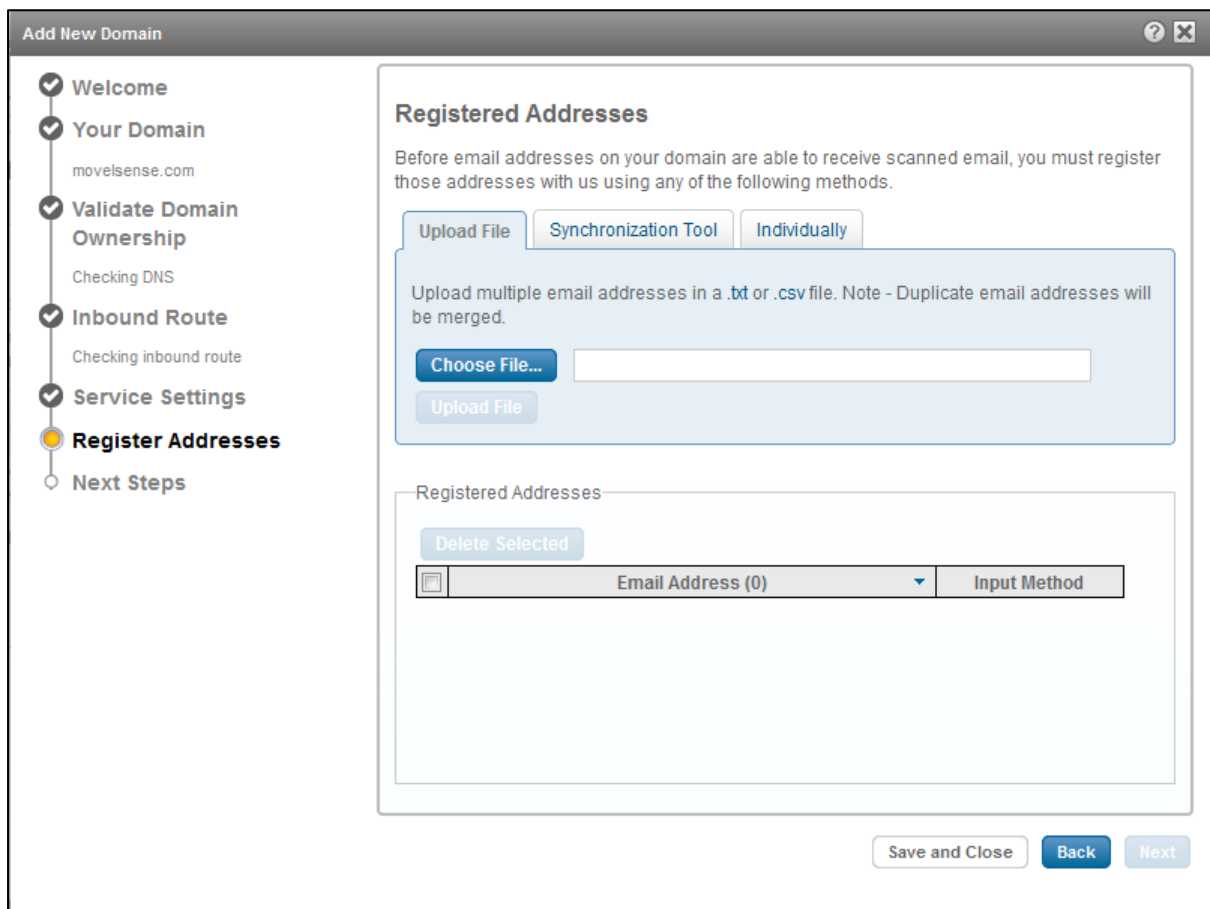 Add New Domain
Welcome
Your Domain
movelsense.com
Validate Domain
Ownership
Checking DNS
Inbound Route
Checking inbound route
Service Settings
Register Addresses
Next Steps
Registered Addresses
Before email addresses on your domain are able to receive scanned email, you must register
those addresses with us using any of the following methods.
Upload File
Synchronization Tool
Individually
Upload multiple email addresses in a .txt or .csv file. Note - Duplicate email addresses will
be merged.
Choose File...
Upload File
Registered Addresses
Delete Selected
Email Address (0)
Input Method
Save and Close
Back
Next